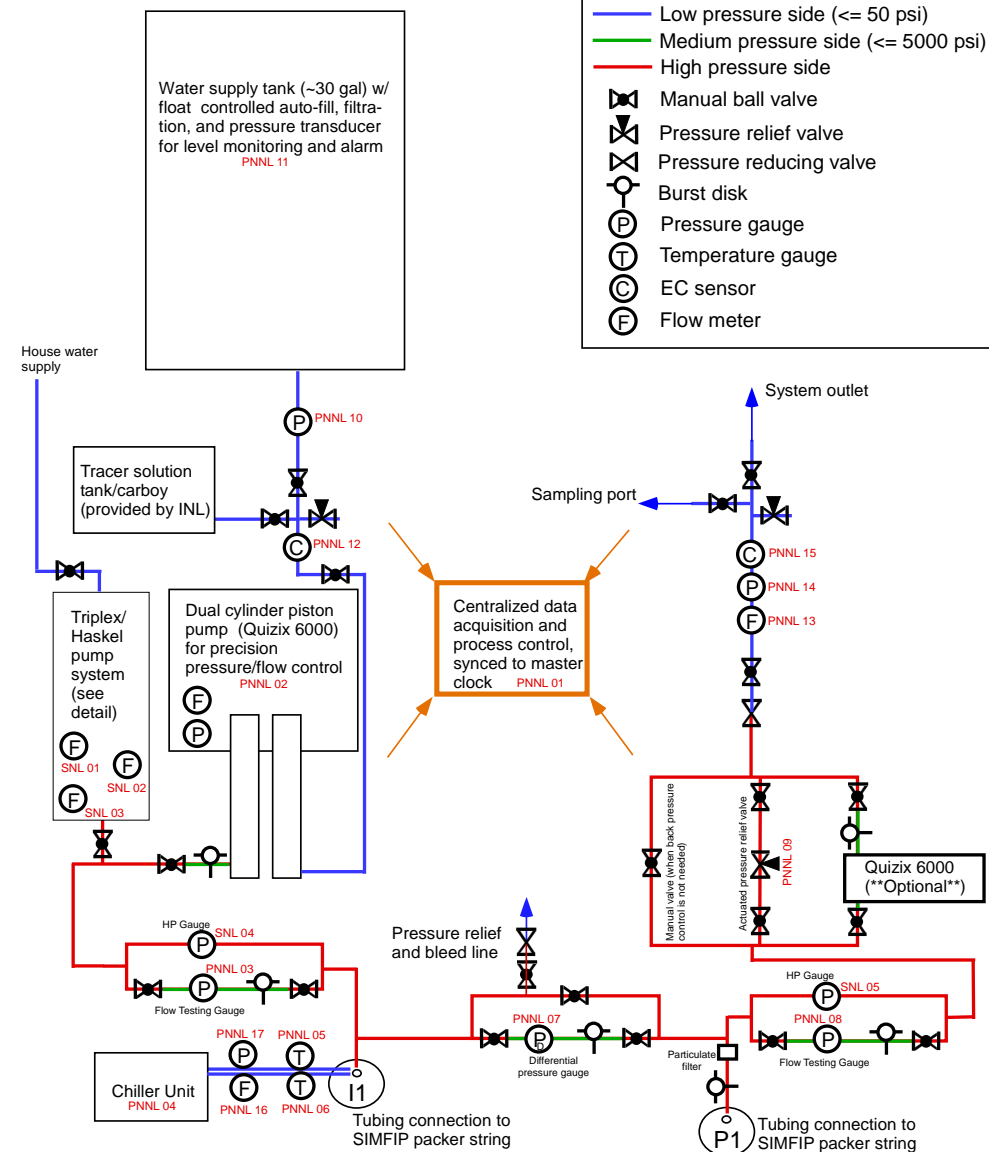 Low pressure side (<= 50 psi)
Medium pressure side (<= 5000 psi)
High pressure side
Manual ball valve
Pressure relief valve
Pressure reducing valve
Burst disk
P Pressure gauge
T Temperature gauge
C EC sensor
F Flow meter
Water supply tank (~30 gal) w/
float controlled auto-fill, filtra-
tion, and pressure transducer
for level monitoring and alarm
PNNL 11
House water
supply
P PNNL 10
Tracer solution
tank/carboy
(provided by INL)
C PNNL 12
Triplex/
Haskel
pump
system
(see
detail)
F
SNL 01
F
SNL 02
F
SNL 03
Dual cylinder piston
pump (Quizix 6000)
for precision
pressure/flow control
PNNL 02
F
P
Centralized data
acquisition and
process control,
synced to master
clock PNNL 01
System outlet
Sampling port
C PNNL 15
P PNNL 14
F PNNL 13
Manual valve (when back pressure
control is not needed)
Actuated pressure relief valve
PNNL 09
Quizix 6000
(**Optional**)
HP Gauge
P SNL 04
PNNL 03
P
Flow Testing Gauge
Pressure relief
and bleed line
PNNL 07
PD
Differential
pressure gauge
HP Gauge
P SNL 05
PNNL 08
P
Flow Testing Gauge
Particulate
filter
PNNL 17
P
PNNL 05
T
F
PNNL 16
T
PNNL 06
Chiller Unit
PNNL 04
I1
Tubing connection to
SIMFIP packer string
P1
Tubing connection to
SIMFIP packer string